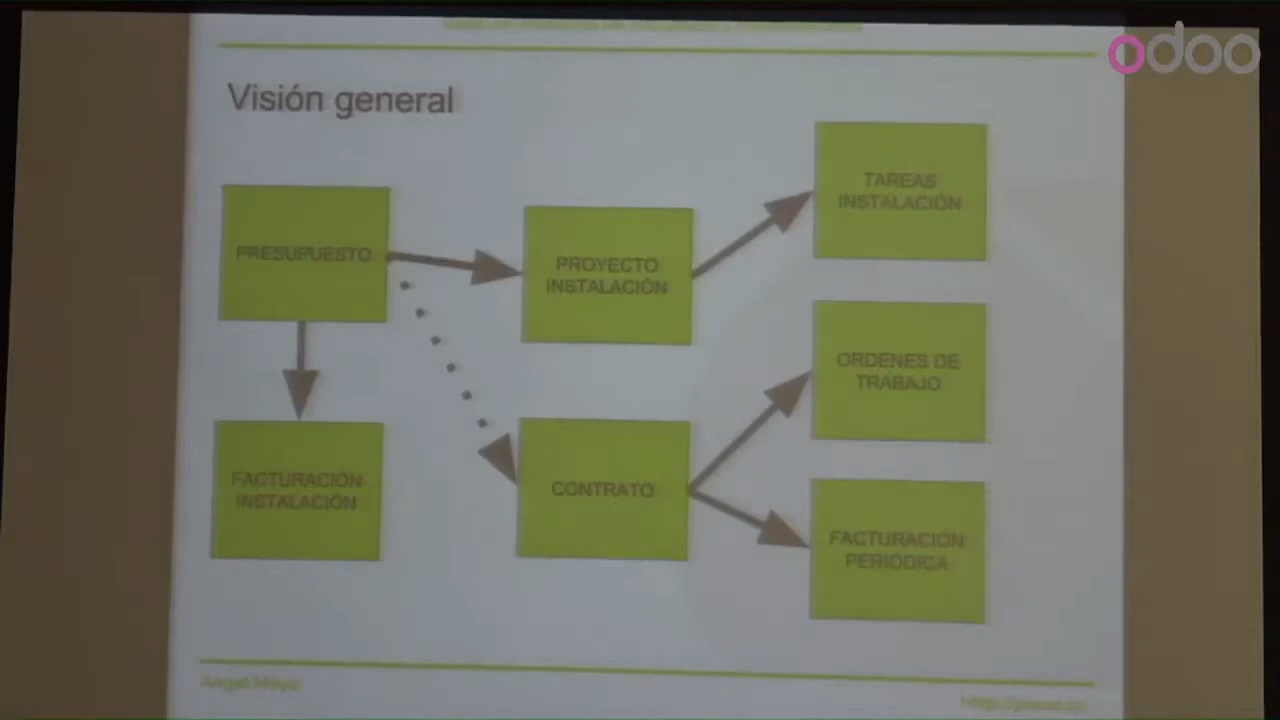 odoo
Visión general
PRESUPUESTO
PROYECTO
INSTALACIÓN
TAREAS
INSTALACIÓN
ORDENES DE
TRABAJO
FACTURACIÓN
INSTALACIÓN
CONTRATO
FACTURACIÓN
PERIÓDICA